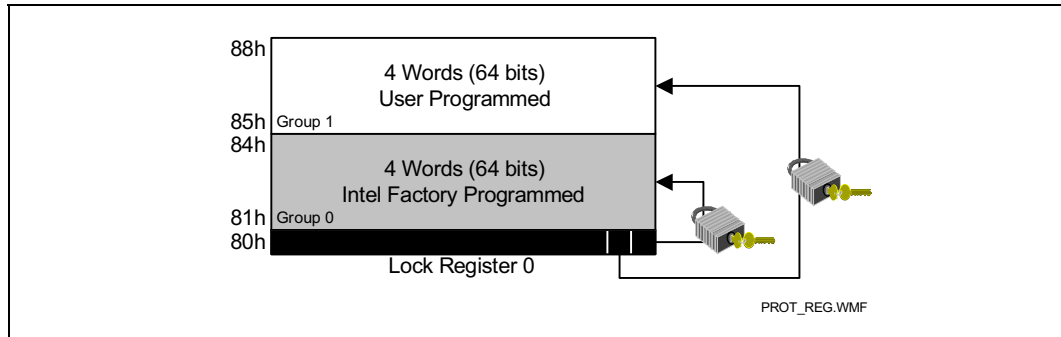 88h
4 Words (64 bits)
User Programmed
85h
Group 1
84h
4 Words (64 bits)
Intel Factory Programmed
81h
Group 0
80h
Lock Register 0
PROT_REG.WMF